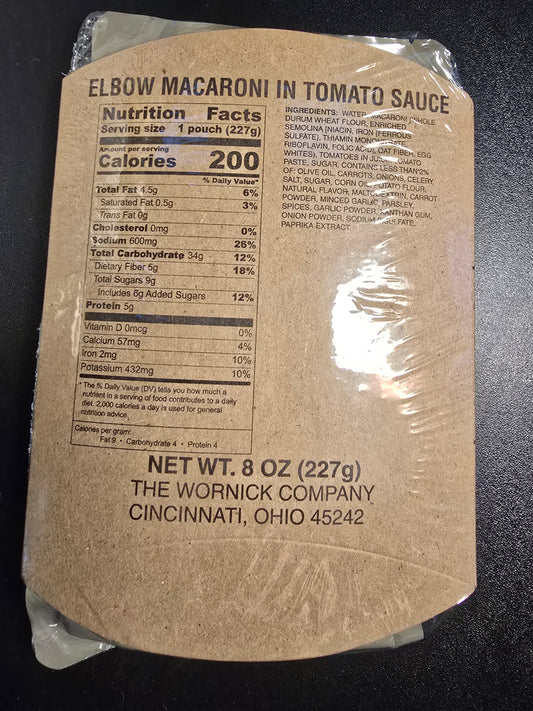 ELBOW MACARONI IN TOMATO SAUCE
Nutrition Facts
Serving size 1 pouch (227g)
Amount per serving
Calories 200
% Daily Value*
Total Fat 4.5g 6%
Saturated Fat 0.5g 3%
Trans Fat 0g
Cholesterol 0mg 0%
Sodium 600mg 26%
Total Carbohydrate 34g 12%
Dietary Fiber 5g 18%
Total Sugars 9g
Includes 6g Added Sugars 12%
Protein 5g
Vitamin D 0mcg 0%
Calcium 57mg 4%
Iron 2mg 10%
Potassium 432mg 10%
* The % Daily Value (DV) tells you how much a
nutrient in a serving of food contributes to a daily
diet. 2,000 calories a day is used for general
nutrition advice.
Calories per gram:
Fat 9 • Carbohydrate 4 • Protein 4
INGREDIENTS: WATER, MACARONI [WHOLE
DURUM WHEAT FLOUR, ENRICHED
SEMOLINA [NIACIN, IRON (FERROUS
SULFATE), THIAMIN MONONITRATE,
RIBOFLAVIN, FOLIC ACID], OAT FIBER, EGG
WHITES), TOMATOES IN JUICE, TOMATO
PASTE, SUGAR, CONTAINS LESS THAN 2%
OF: OLIVE OIL, CARROTS, ONIONS, CELERY,
SALT, SUGAR, CORN OIL, POTATO FLOUR,
NATURAL FLAVOR, MALTODEXTRIN, CARROT
POWDER, MINCED GARLIC, PARSLEY,
SPICES, GARLIC POWDER, XANTHAN GUM,
ONION POWDER, SODIUM SULFATE,
PAPRIKA EXTRACT.
NET WT. 8 OZ (227g)
THE WORNICK COMPANY
CINCINNATI, OHIO 45242